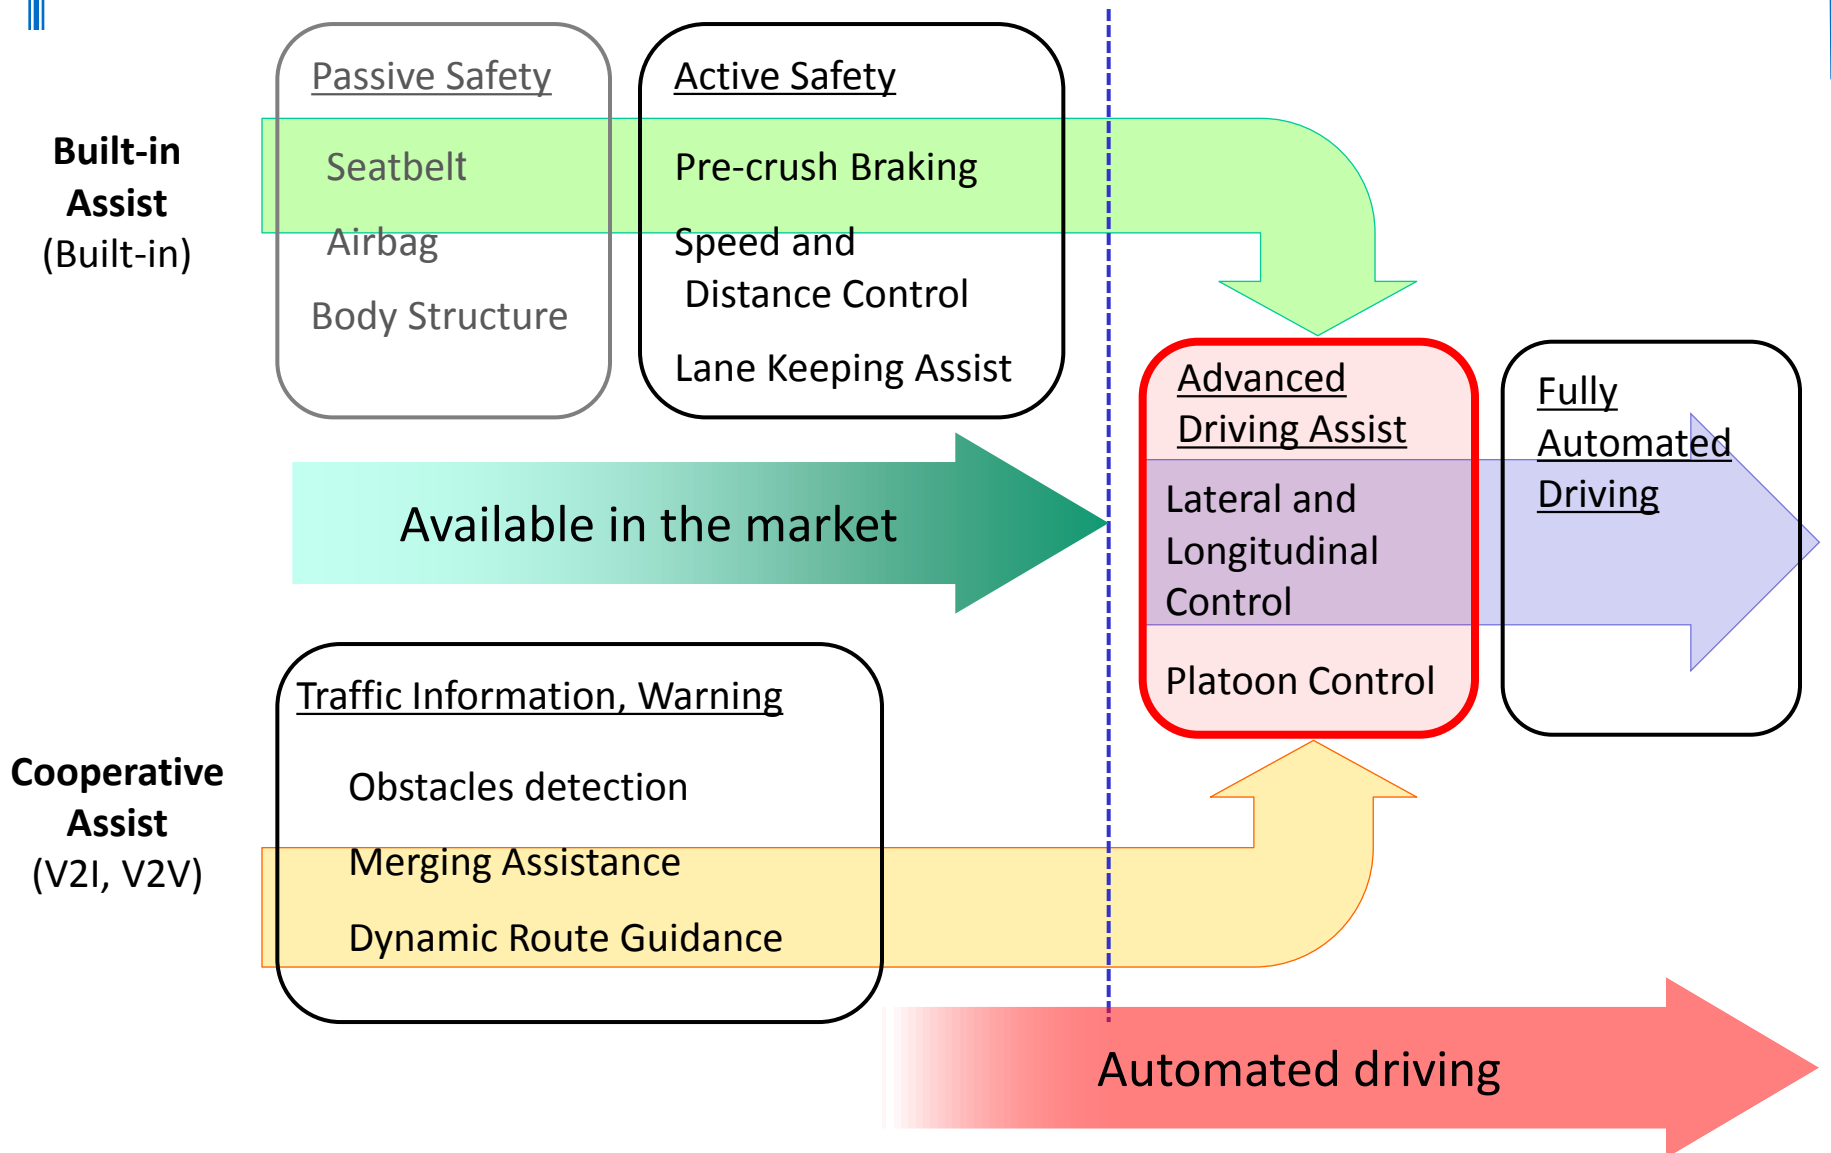 Built-in
Assist
(Built-in)
Passive Safety
Seatbelt
Airbag
Body Structure
Active Safety
Pre-crush Braking
Speed and
Distance Control
Lane Keeping Assist
Available in the market
Advanced
Driving Assist
Lateral and
Longitudinal
Control
Platoon Control
Fully
Automated
Driving
Cooperative
Assist
(V2I, V2V)
Traffic Information, Warning
Obstacles detection
Merging Assistance
Dynamic Route Guidance
Automated driving